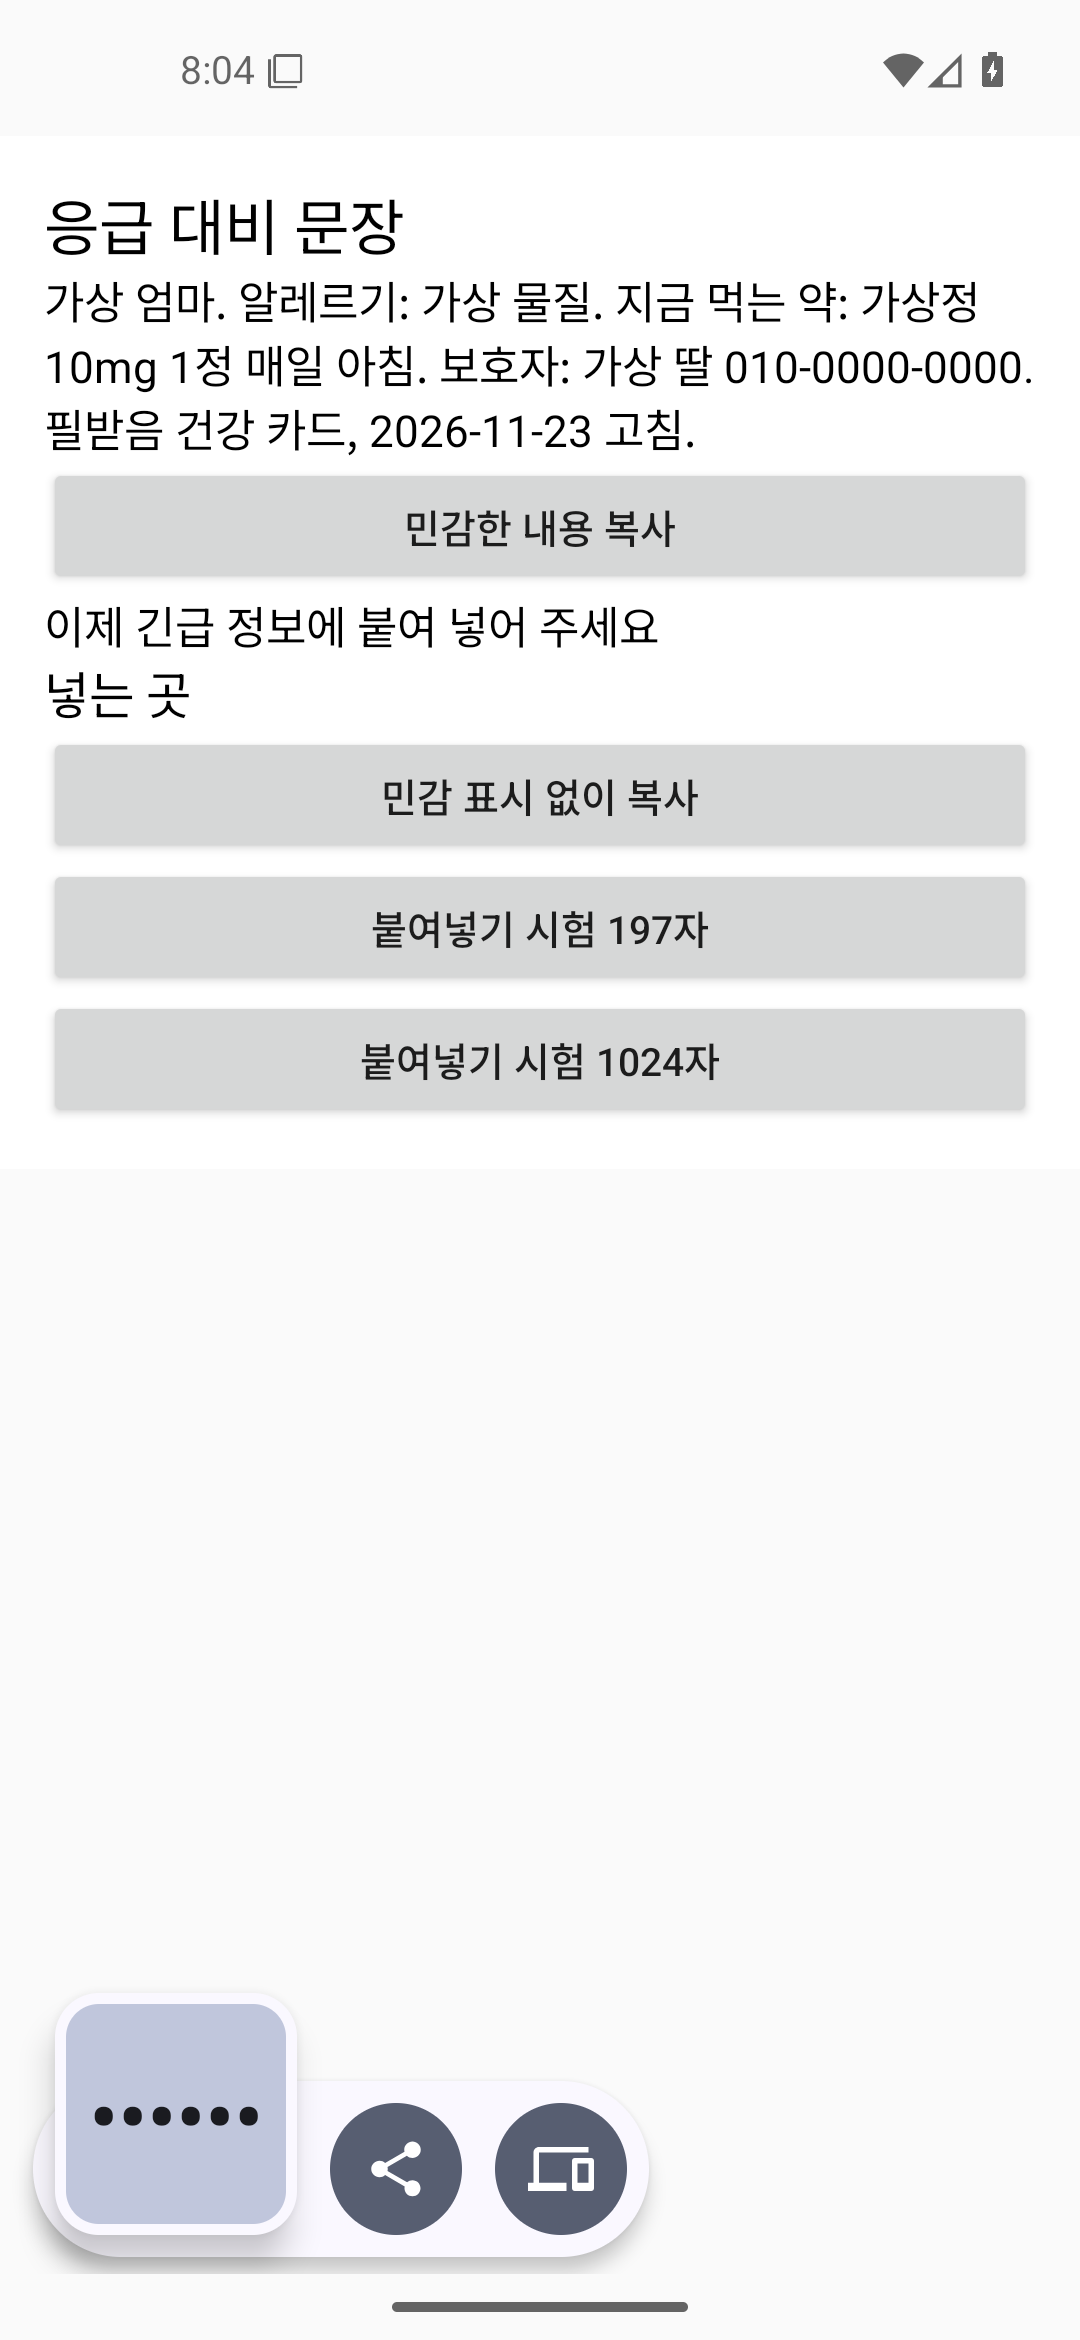 8:04
응급 대비 문장
가상 엄마. 알레르기: 가상 물질. 지금 먹는 약: 가상정
10mg 1정 매일 아침. 보호자: 가상 딸 010-0000-0000.
필받음 건강 카드, 2026-11-23 고침.
민감한 내용 복사
이제 긴급 정보에 붙여 넣어 주세요
넣는 곳
민감 표시 없이 복사
붙여넣기 시험 197자
붙여넣기 시험 1024자
••••••